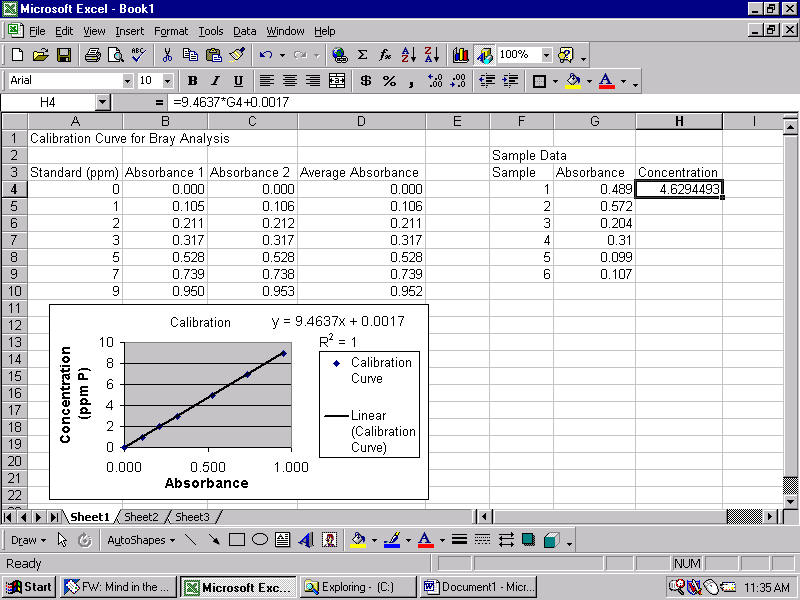 Microsoft Excel - Book1
File Edit View Insert Format Tools Data Window Help
100%
Arial 10 B I U $ % ,
H4 = =9.4637*G4+0.0017
A B C D E F G H I
1 Calibration Curve for Bray Analysis
2 Sample Data
3 Standard (ppm) Absorbance 1 Absorbance 2 Average Absorbance Sample Absorbance Concentration
4 0 0.000 0.000 0.000 1 0.489 4.6294493
5 1 0.105 0.106 0.106 2 0.572
6 2 0.211 0.212 0.211 3 0.204
7 3 0.317 0.317 0.317 4 0.31
8 5 0.528 0.528 0.528 5 0.099
9 7 0.739 0.738 0.739 6 0.107
10 9 0.950 0.953 0.952
11
12
13
14
15
16
17
18
19
20
21
22
Calibration
y = 9.4637x + 0.0017
R² = 1
Concentration
(ppm P)
10
8
6
4
2
0
0.000 0.500 1.000
Absorbance
Calibration
Curve
Linear
(Calibration
Curve)
Sheet1 Sheet2 Sheet3
Draw AutoShapes
Ready NUM
Start FW: Mind in the ... Microsoft Exc... Exploring - (C:) Document1 - Micr... 11:35 AM